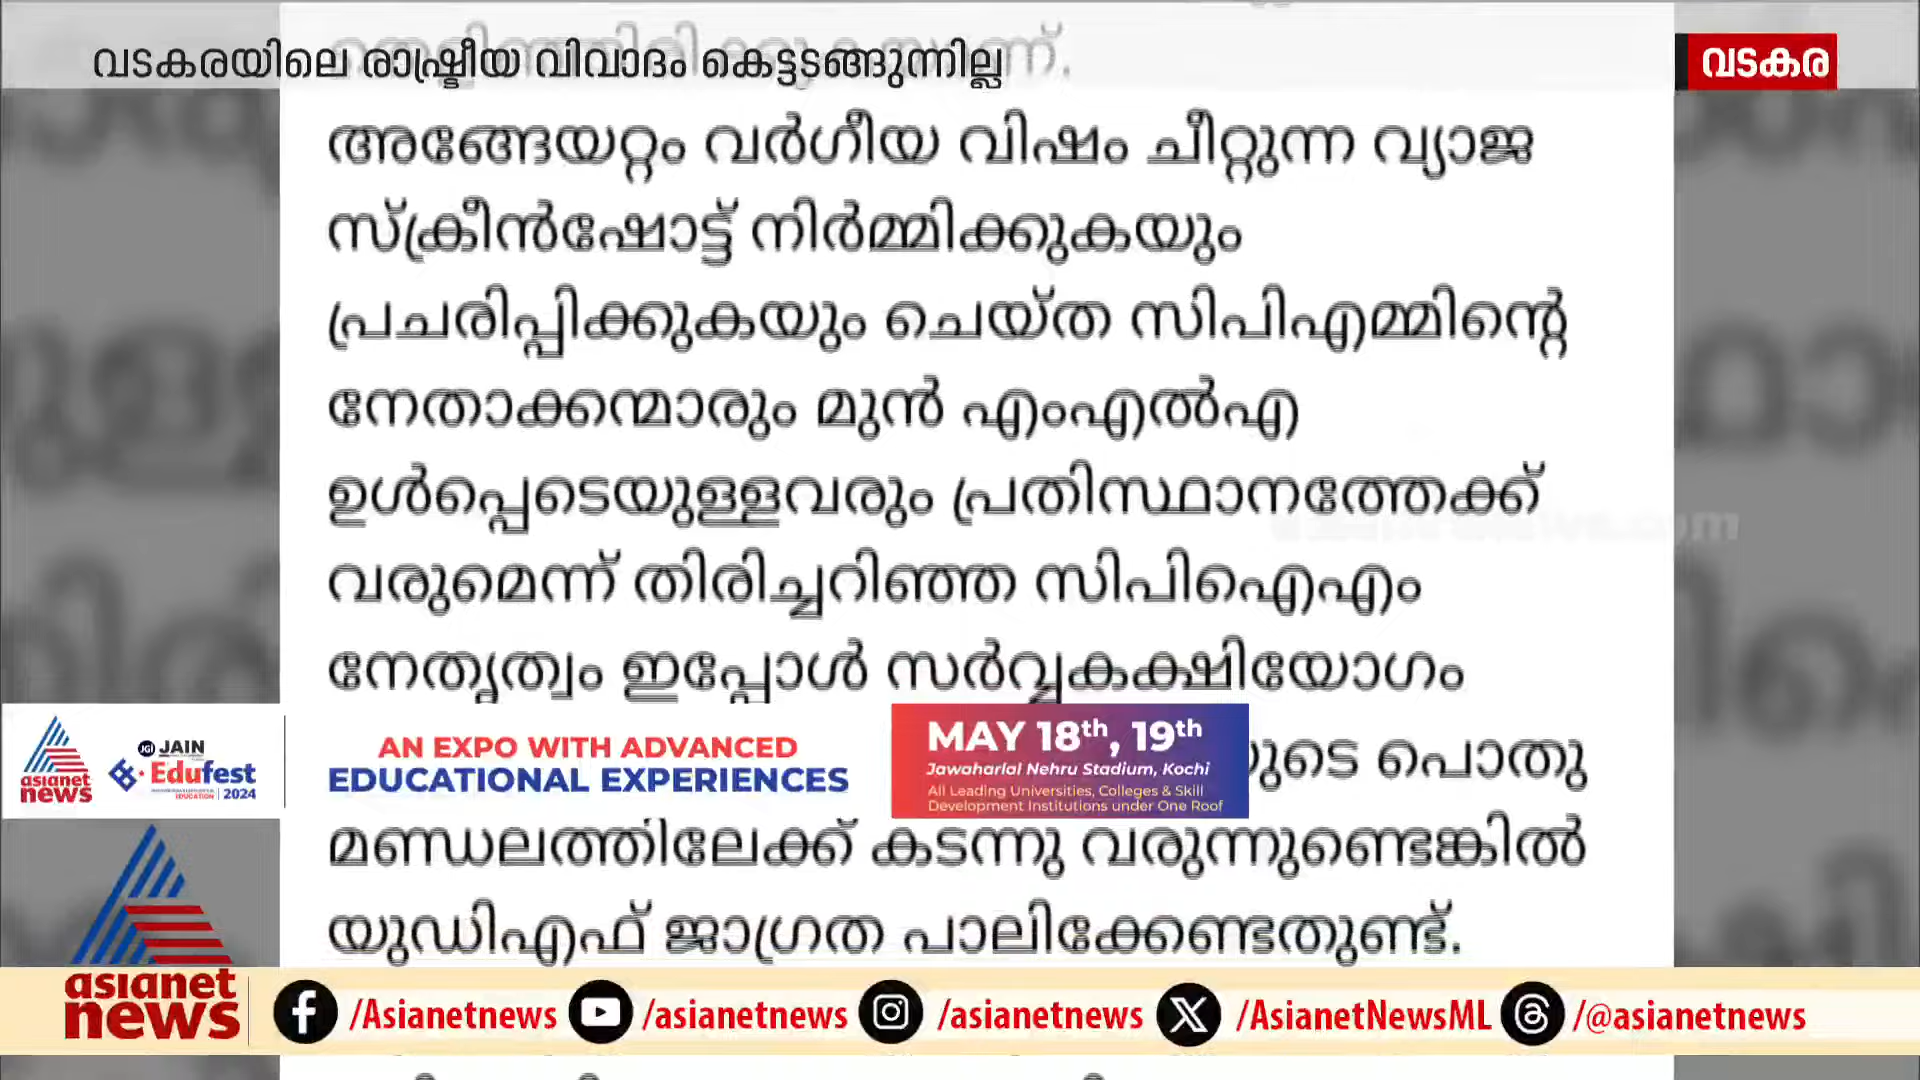 വടകരയിലെ രാഷ്ട്രീയ വിവാദം കെട്ടടങ്ങുന്നില്ല
വടകര
അങ്ങേയറ്റം വർഗീയ വിഷം ചീറ്റുന്ന വ്യാജ
സ്ക്രീൻഷോട്ട് നിർമ്മിക്കുകയും
പ്രചരിപ്പിക്കുകയും ചെയ്ത സിപിഎമ്മിന്റെ
നേതാക്കന്മാരും മുൻ എംഎൽഎ
ഉൾപ്പെടെയുള്ളവരും പ്രതിസ്ഥാനത്തേക്ക്
വരുമെന്ന് തിരിച്ചറിഞ്ഞ സിപിഐഎം
നേതൃത്വം ഇപ്പോൾ സർവ്വകക്ഷിയോഗം
പൊതു
മണ്ഡലത്തിലേക്ക് കടന്നു വരുന്നുണ്ടെങ്കിൽ
യുഡിഎഫ് ജാഗ്രത പാലിക്കേണ്ടതുണ്ട്.
asianet
news
JGI JAIN
Edufest
EDUCATION | 2024
AN EXPO WITH ADVANCED
EDUCATIONAL EXPERIENCES
MAY 18th, 19th
Jawaharlal Nehru Stadium, Kochi
All Leading Universities, Colleges & Skill
Development Institutions under One Roof
asianet
news
/Asianetnews /asianetnews /asianetnews /AsianetNewsML /@asianetnews